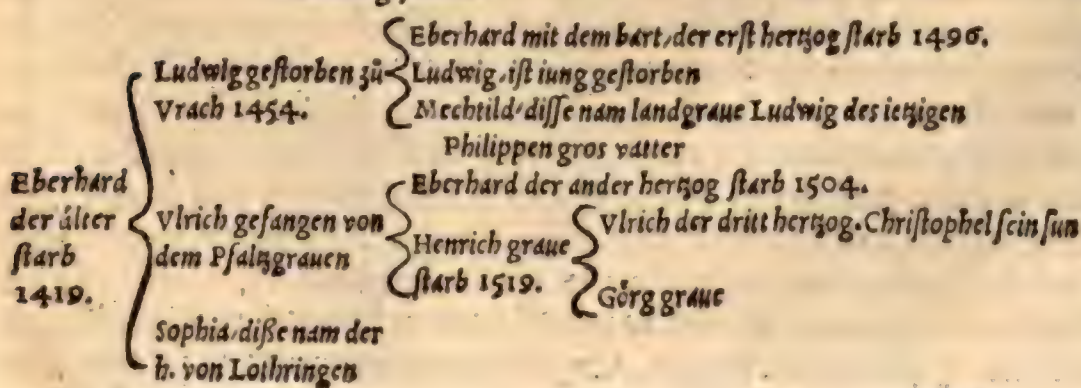 Eberhard
der älter
ſtarb
1419.
Ludwig geſtorben zů
Vrach 1454.
Eberhard mit dem bart, der erſt hertzog ſtarb 1496.
Ludwig, iſt iung geſtorben
Mechtild, diſſe nam landgraue Ludwig des ietzigen
Philippen gros vatter
Vlrich gefangen von
dem Pfaltzgrauen
Eberhard der ander hertzog ſtarb 1504.
Henrich graue
ſtarb 1519.
Vlrich der dritt hertzog. Chriſtophel ſein ſun
Görg graue
Sophia, diße nam der
h. von Lothringen